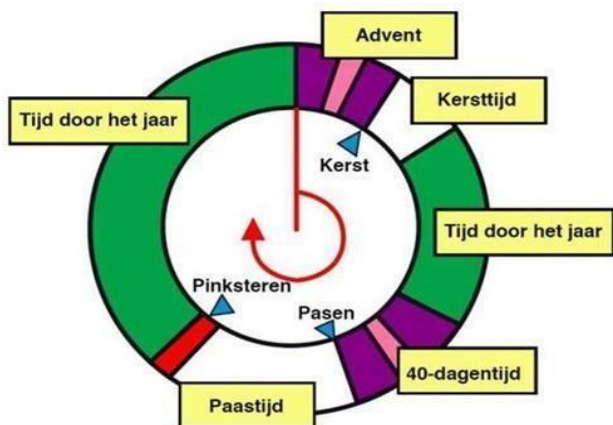 Advent
Kersttijd
Tijd door het jaar
Kerst
Tijd door het jaar
Pinksteren
Pasen
40-dagentijd
Paastijd